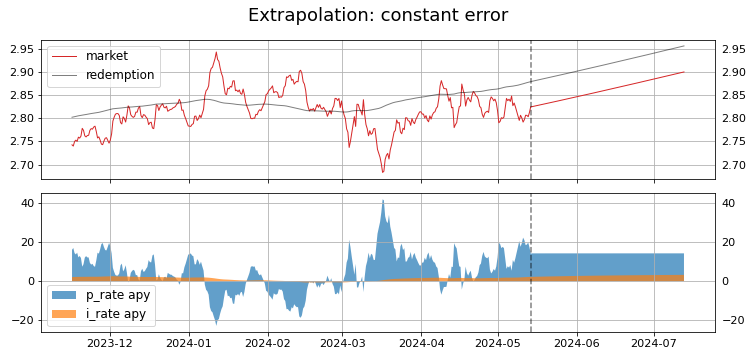 Extrapolation: constant error
2.95 2.95
2.90 2.90
2.85 2.85
2.80 2.80
2.75 2.75
2.70 2.70
market
redemption
40 40
20 20
0 0
−20 −20
p_rate apy
i_rate apy
2023-12 2024-01 2024-02 2024-03 2024-04 2024-05 2024-06 2024-07